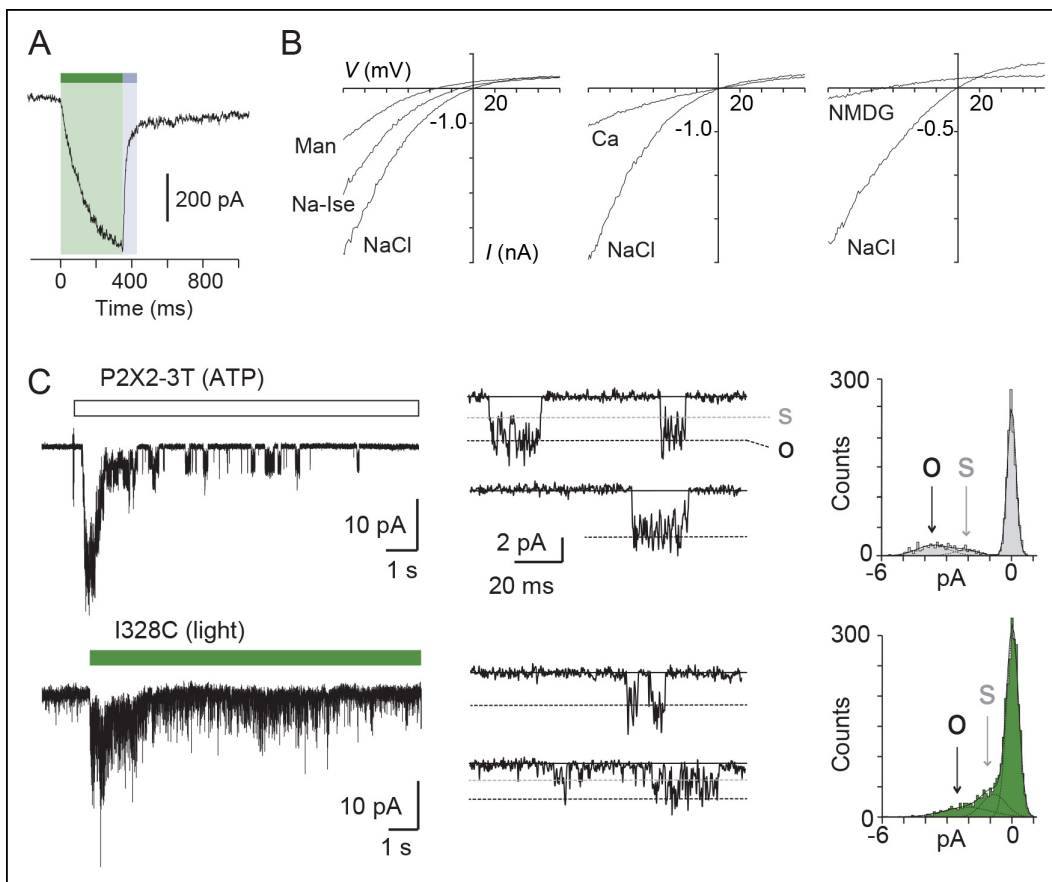 A
200 pA
0 400 800
Time (ms)
B
V (mV)
20
-1.0
Man
Na-Ise
NaCl
I (nA)
20
-1.0
Ca
NaCl
20
NMDG
-0.5
NaCl
C
P2X2-3T (ATP)
10 pA
1 s
S
O
2 pA
20 ms
300
Counts
O S
0
-6 pA 0
I328C (light)
10 pA
1 s
300
Counts
O S
0
-6 pA 0